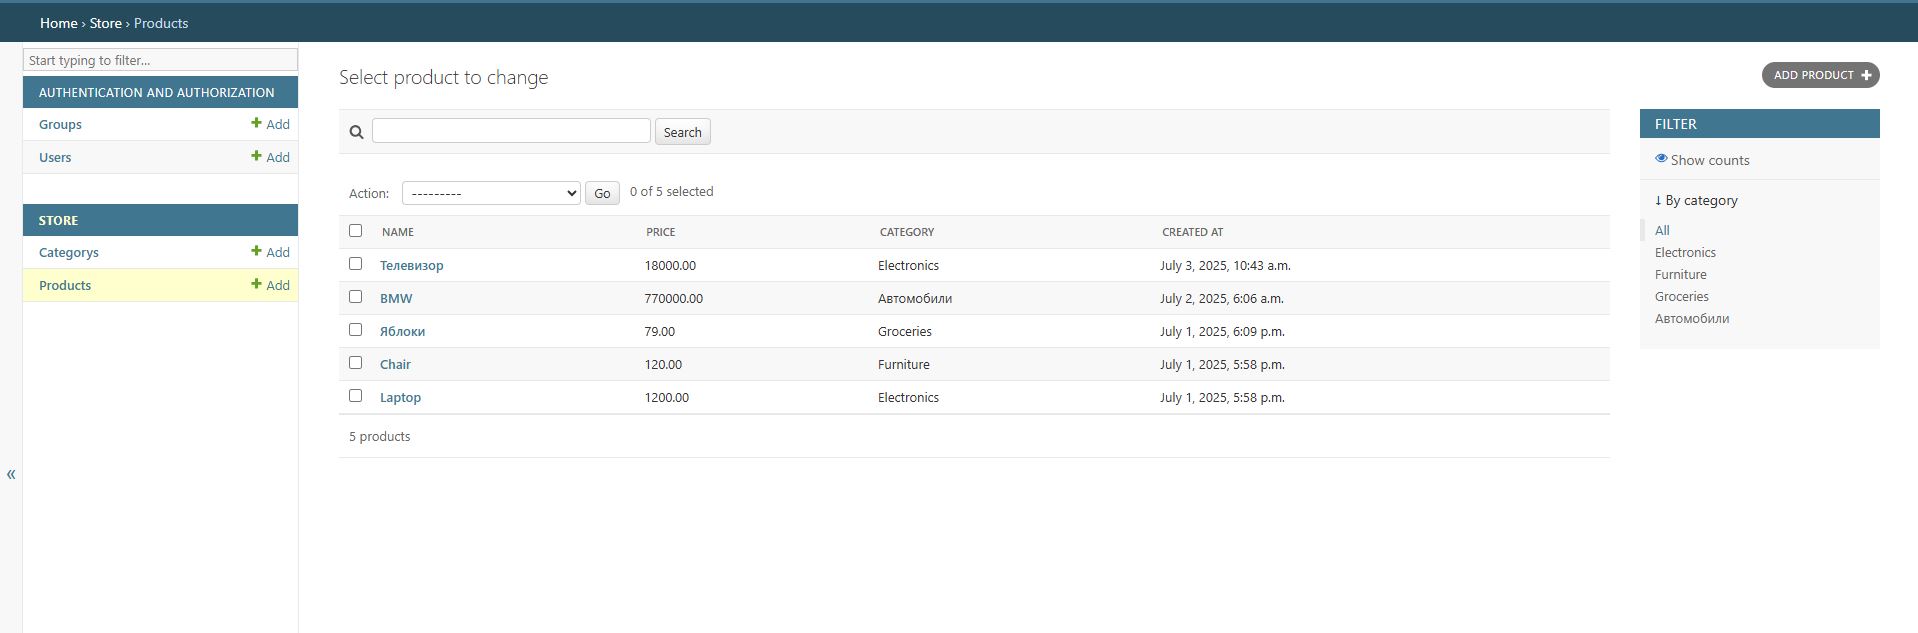 Home › Store › Products
Start typing to filter...
AUTHENTICATION AND AUTHORIZATION
Groups + Add
Users + Add
STORE
Categorys + Add
Products + Add
«
Select product to change
ADD PRODUCT +
Search
Action: --------- Go 0 of 5 selected
NAME PRICE CATEGORY CREATED AT
Телевизор 18000.00 Electronics July 3, 2025, 10:43 a.m.
BMW 770000.00 Автомобили July 2, 2025, 6:06 a.m.
Яблоки 79.00 Groceries July 1, 2025, 6:09 p.m.
Chair 120.00 Furniture July 1, 2025, 5:58 p.m.
Laptop 1200.00 Electronics July 1, 2025, 5:58 p.m.
5 products
FILTER
Show counts
↓ By category
All
Electronics
Furniture
Groceries
Автомобили